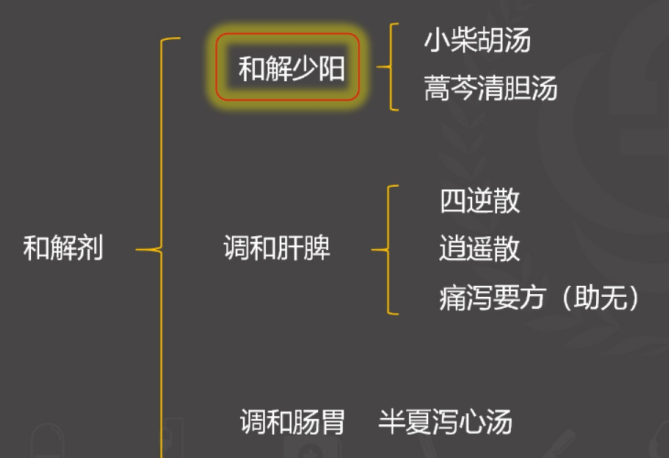 和解剂
和解少阳
小柴胡汤
蒿芩清胆汤
调和肝脾
四逆散
逍遥散
痛泻要方（助无）
调和肠胃
半夏泻心汤